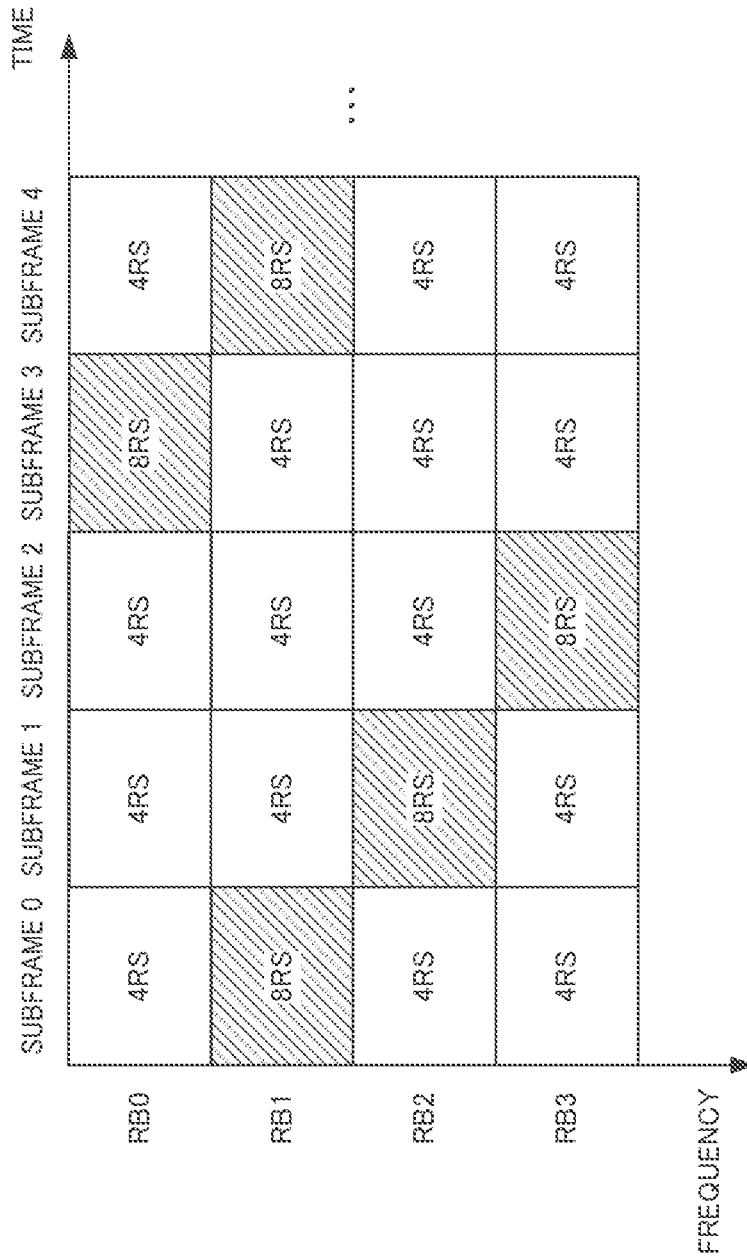 TIME
SUBFRAME 0 SUBFRAME 1 SUBFRAME 2 SUBFRAME 3 SUBFRAME 4
RB0 4RS 4RS 4RS 8RS 4RS
RB1 8RS 4RS 4RS 4RS 8RS
...
RB2 4RS 8RS 4RS 4RS 4RS
RB3 4RS 4RS 8RS 4RS 4RS
FREQUENCY